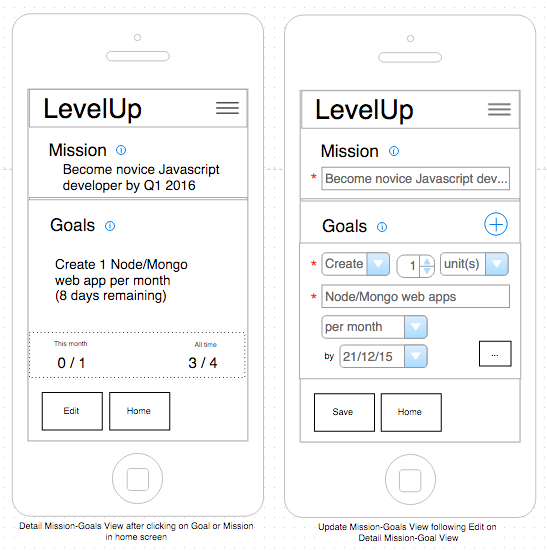 LevelUp
Mission
Become novice Javascript
developer by Q1 2016
Goals
Create 1 Node/Mongo
web app per month
(8 days remaining)
This month
All time
0 / 1
3 / 4
Edit
Home
Detail Mission-Goals View after clicking on Goal or Mission
in home screen
LevelUp
Mission
* Become novice Javascript dev...
Goals
* Create 1 unit(s)
* Node/Mongo web apps
per month
by 21/12/15
...
Save
Home
Update Mission-Goals View following Edit on
Detail Mission-Goal View